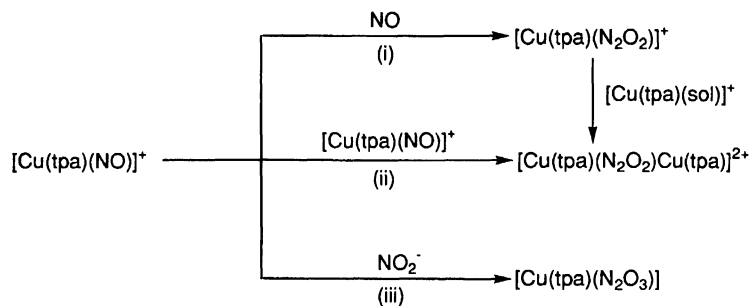 NO
[Cu(tpa)(N₂O₂)]⁺
(i)
[Cu(tpa)(sol)]⁺
[Cu(tpa)(NO)]⁺
[Cu(tpa)(NO)]⁺
[Cu(tpa)(N₂O₂)Cu(tpa)]²⁺
(ii)
NO₂⁻
[Cu(tpa)(N₂O₃)]
(iii)